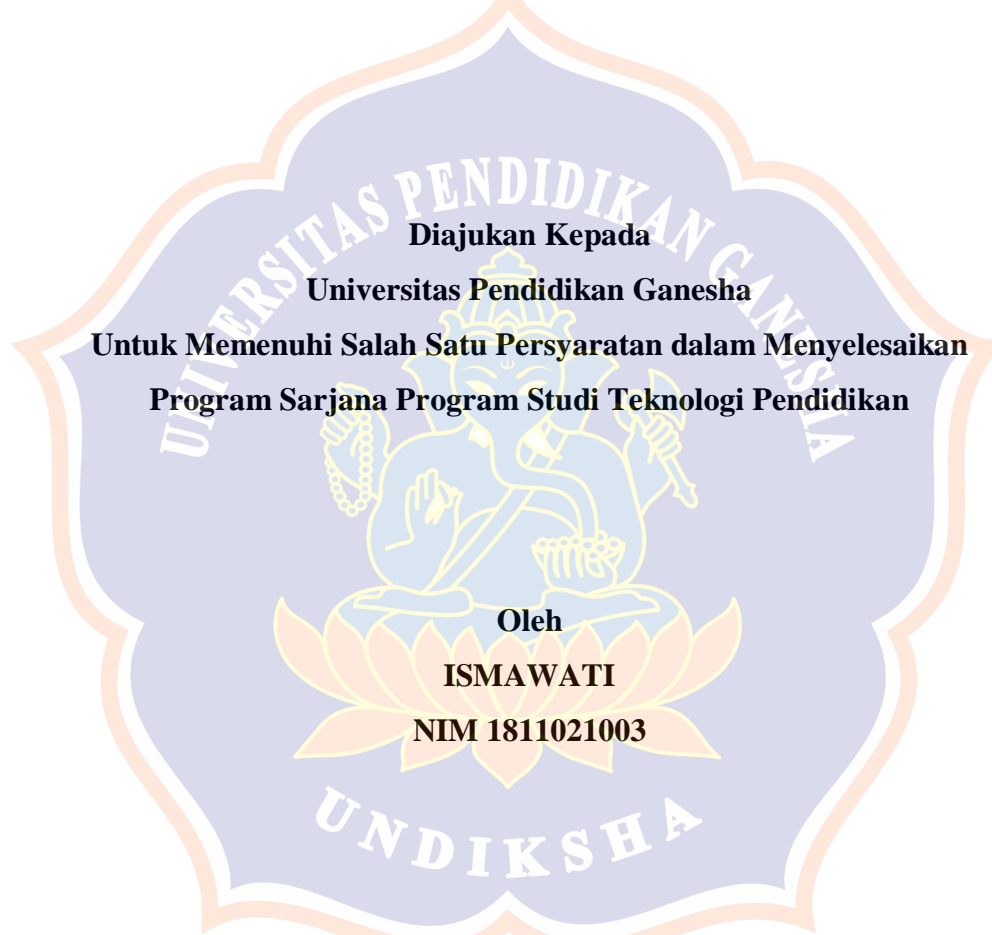 UNIVERSITAS PENDIDIKAN GANESHA
Diajukan Kepada
Universitas Pendidikan Ganesha
Untuk Memenuhi Salah Satu Persyaratan dalam Menyelesaikan
Program Sarjana Program Studi Teknologi Pendidikan
Oleh
ISMAWATI
NIM 1811021003
UNDIKSHA